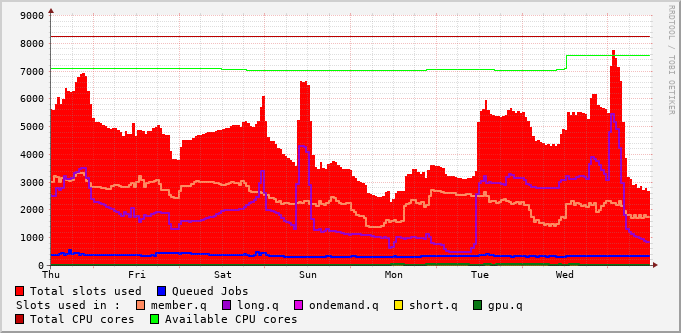 RRDTOOL / TOBI OETIKER
9000
8000
7000
6000
5000
4000
3000
2000
1000
0
Thu Fri Sat Sun Mon Tue Wed
Total slots used Queued Jobs
Slots used in : member.q long.q ondemand.q short.q gpu.q
Total CPU cores Available CPU cores